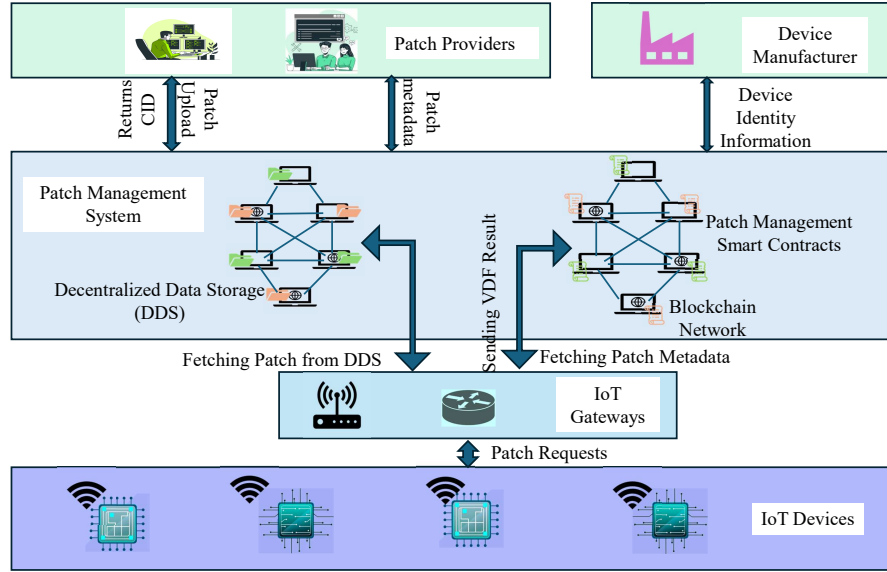 Patch Providers
Device
Manufacturer
Returns
CID
Patch
Upload
Patch
metadata
Device
Identity
Information
Patch Management
System
Decentralized Data Storage
(DDS)
Sending VDF Result
Patch Management
Smart Contracts
Blockchain
Network
Fetching Patch from DDS
Fetching Patch Metadata
IoT
Gateways
Patch Requests
IoT Devices